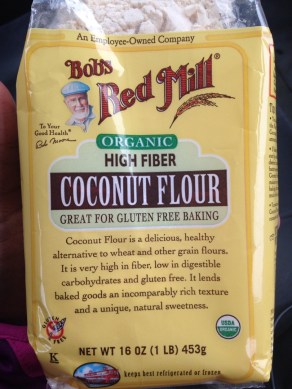 An Employee-Owned Company
Bob's
Red Mill®
To Your
Good Health®
Bob Moore
ORGANIC
HIGH FIBER
COCONUT FLOUR
GREAT FOR GLUTEN FREE BAKING
Coconut Flour is a delicious, healthy
alternative to wheat and other grain flours.
It is very high in fiber, low in digestible
carbohydrates and gluten free. It lends
baked goods an incomparably rich texture
and a unique, natural sweetness.
USDA
ORGANIC
K
NET WT 16 OZ (1 LB) 453g
keeps best refrigerated or frozen